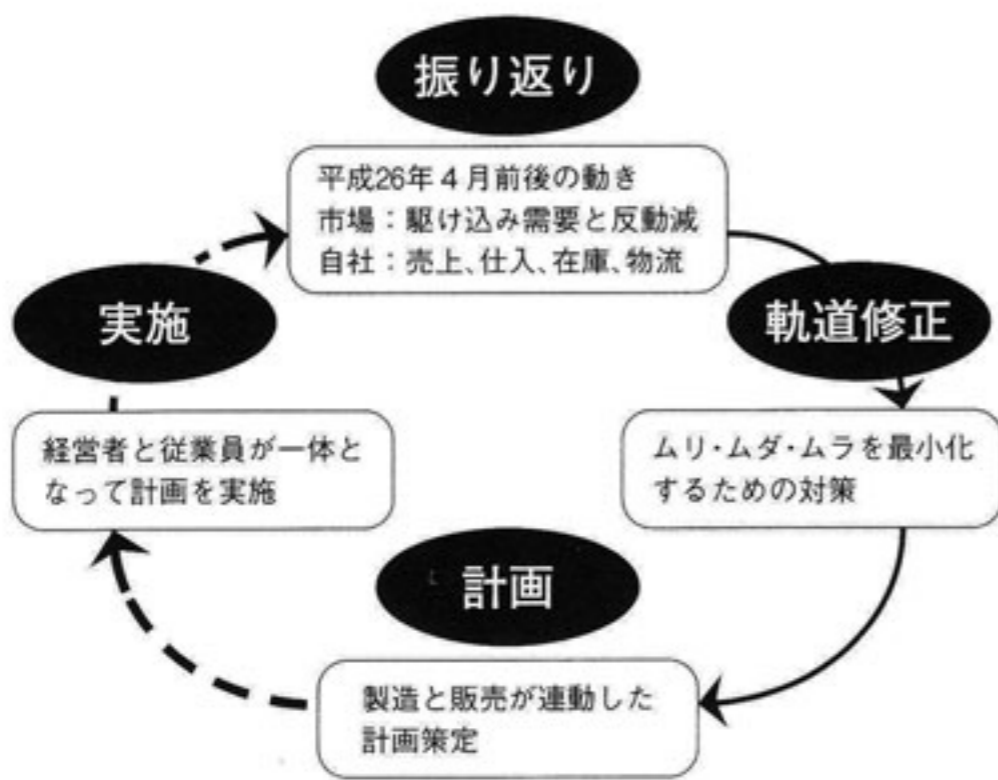 振り返り
平成26年4月前後の動き
市場：駆け込み需要と反動減
自社：売上、仕入、在庫、物流
軌道修正
ムリ・ムダ・ムラを最小化
するための対策
計画
製造と販売が連動した
計画策定
実施
経営者と従業員が一体と
なって計画を実施